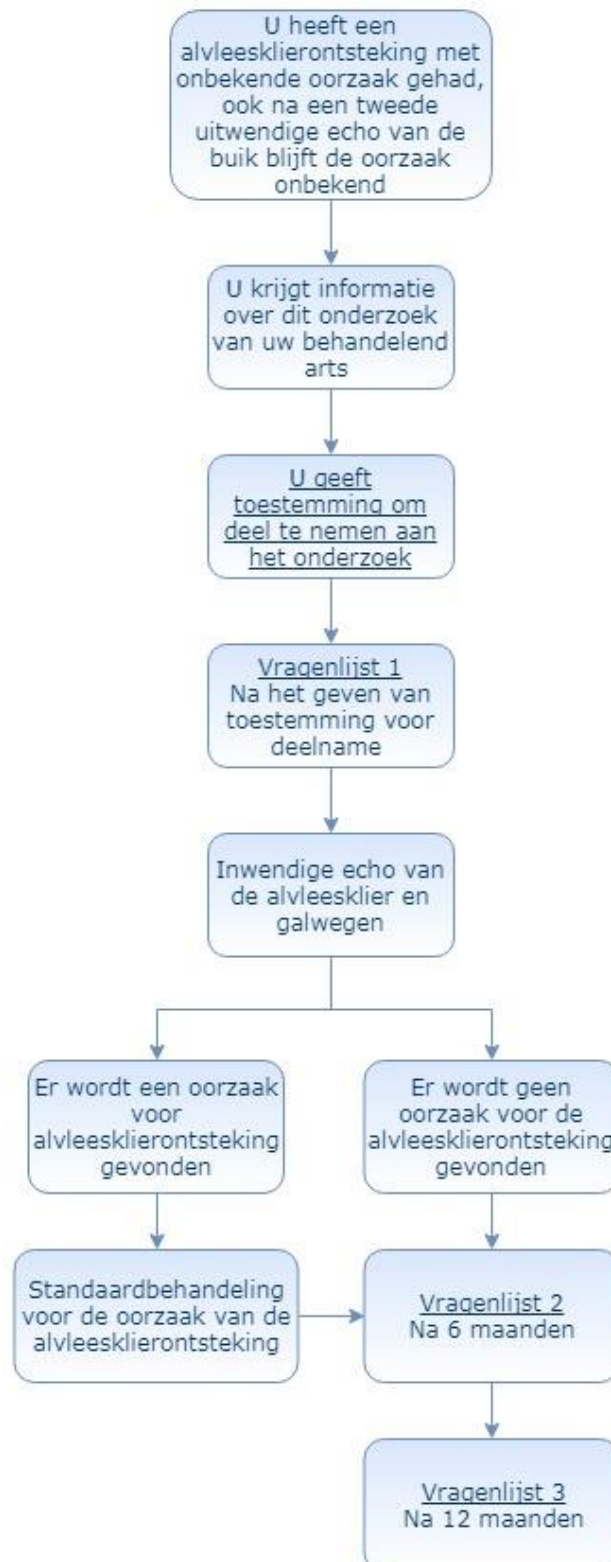 U heeft een
alvleesklierontsteking met
onbekende oorzaak gehad,
ook na een tweede
uitwendige echo van de
buik blijft de oorzaak
onbekend
U krijgt informatie
over dit onderzoek
van uw behandelend
arts
U geeft
toestemming om
deel te nemen aan
het onderzoek
Vragenlijst 1
Na het geven van
toestemming voor
deelname
Inwendige echo van
de alvleesklier en
galwegen
Er wordt een oorzaak
voor
alvleesklierontsteking
gevonden
Er wordt geen
oorzaak voor de
alvleesklierontsteking
gevonden
Standaardbehandeling
voor de oorzaak van de
alvleesklierontsteking
Vragenlijst 2
Na 6 maanden
Vragenlijst 3
Na 12 maanden